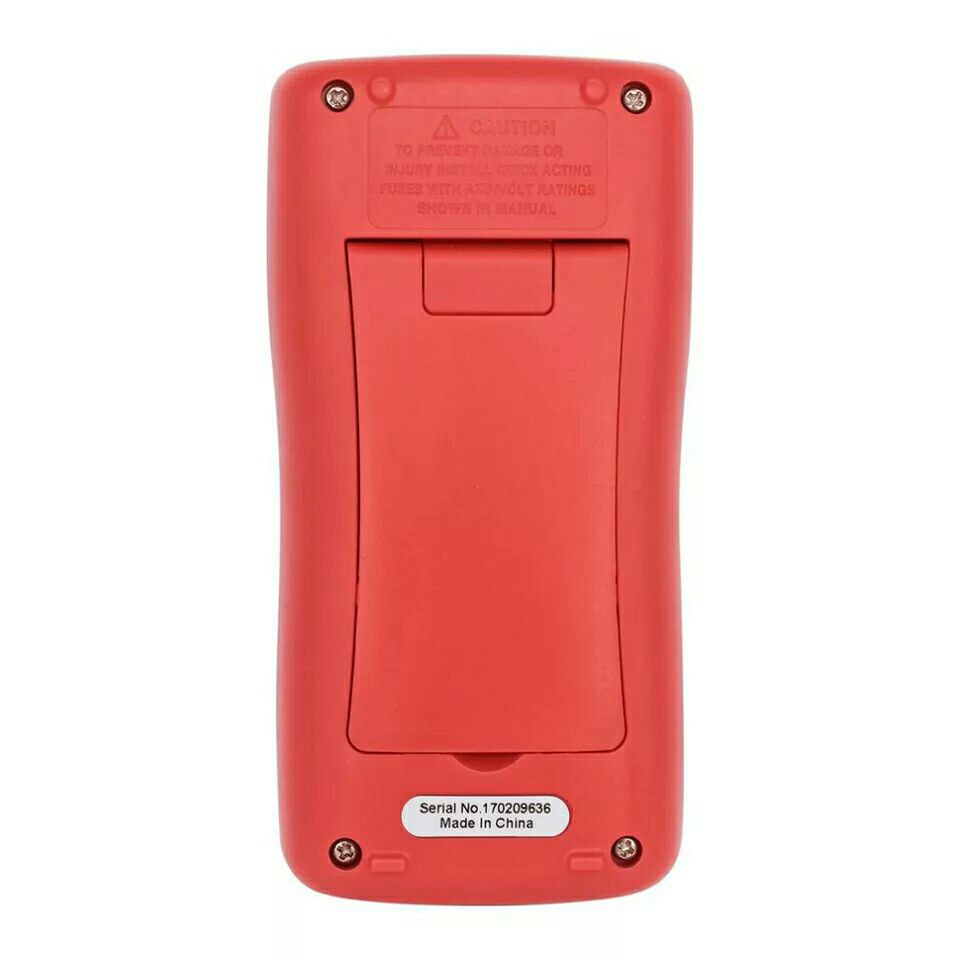 CAUTION
TO PREVENT DAMAGE OR
INJURY INSTALL QUICK ACTING
FUSES WITH AMP/VOLT RATINGS
SHOWN IN MANUAL
Serial No.170209636
Made In China